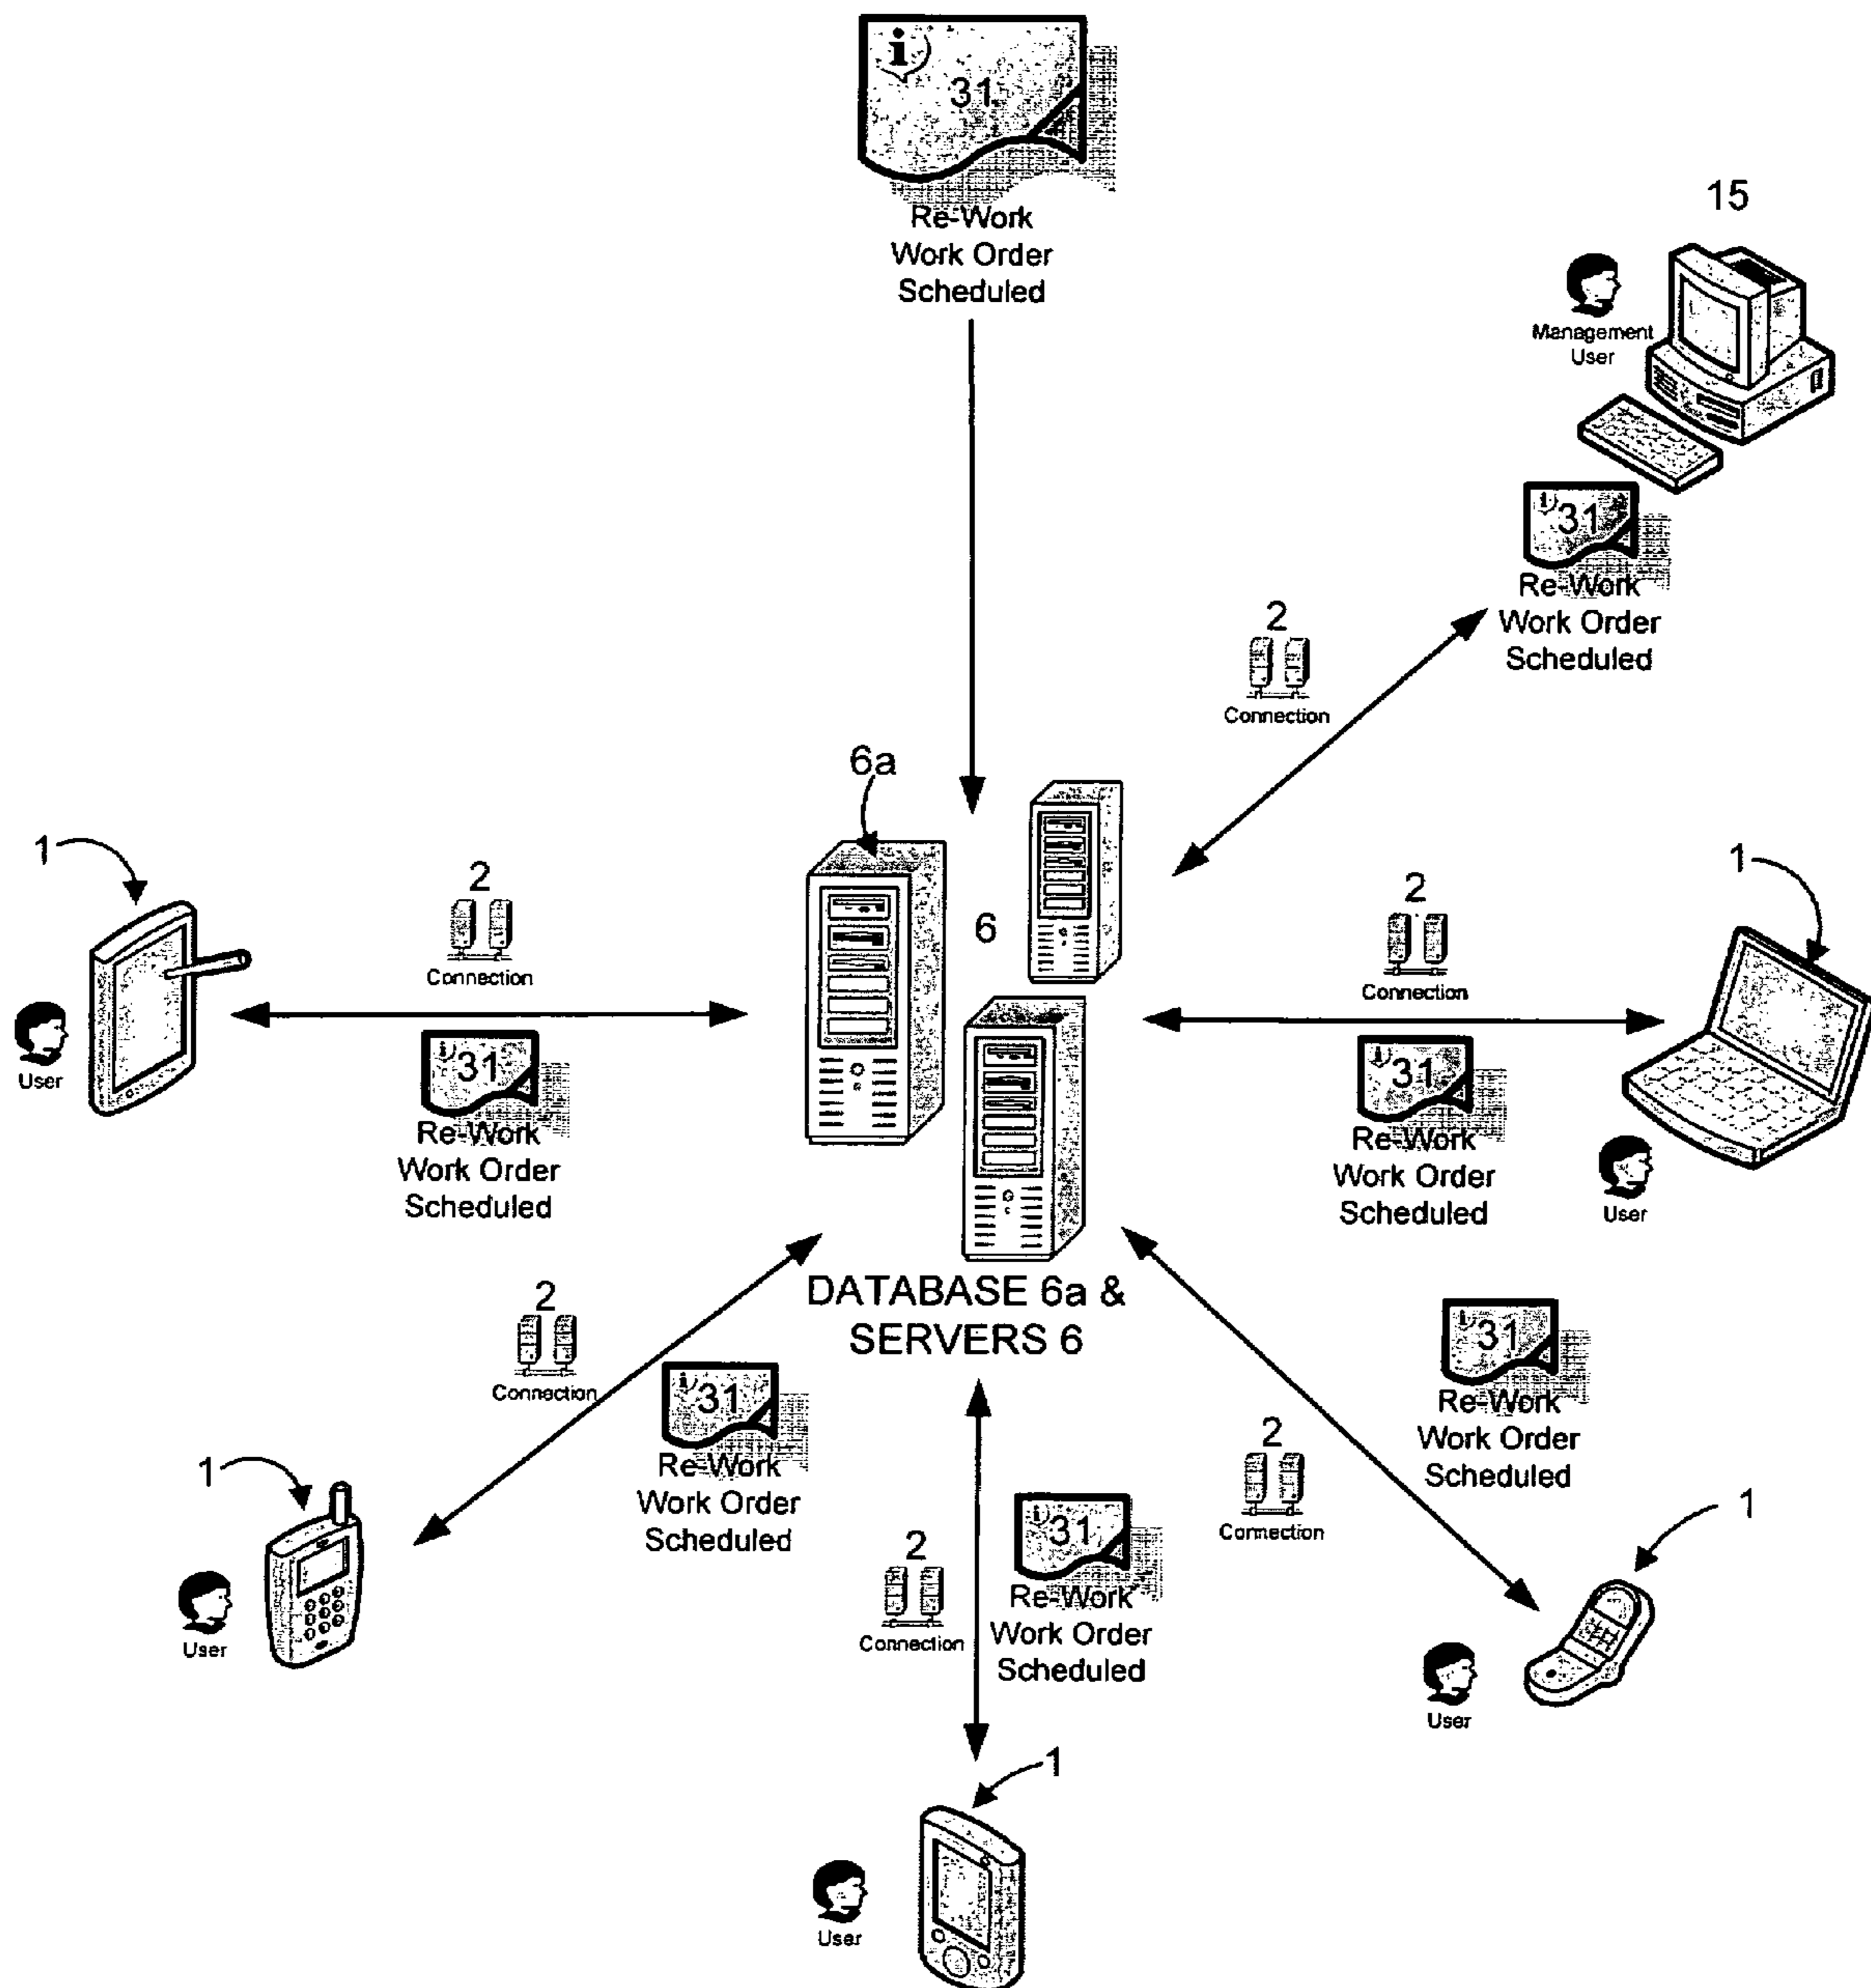 i
31
Re-Work
Work Order
Scheduled
15
Management
User
i
31
Re-Work
Work Order
Scheduled
2
Connection
6a
6
1
2
Connection
User
i
31
Re-Work
Work Order
Scheduled
1
2
Connection
i
31
Re-Work
Work Order
Scheduled
User
DATABASE 6a &
SERVERS 6
2
Connection
i
31
Re-Work
Work Order
Scheduled
1
User
2
Connection
i
31
Re-Work
Work Order
Scheduled
1
User
i
31
Re-Work
Work Order
Scheduled
2
Connection
1
User